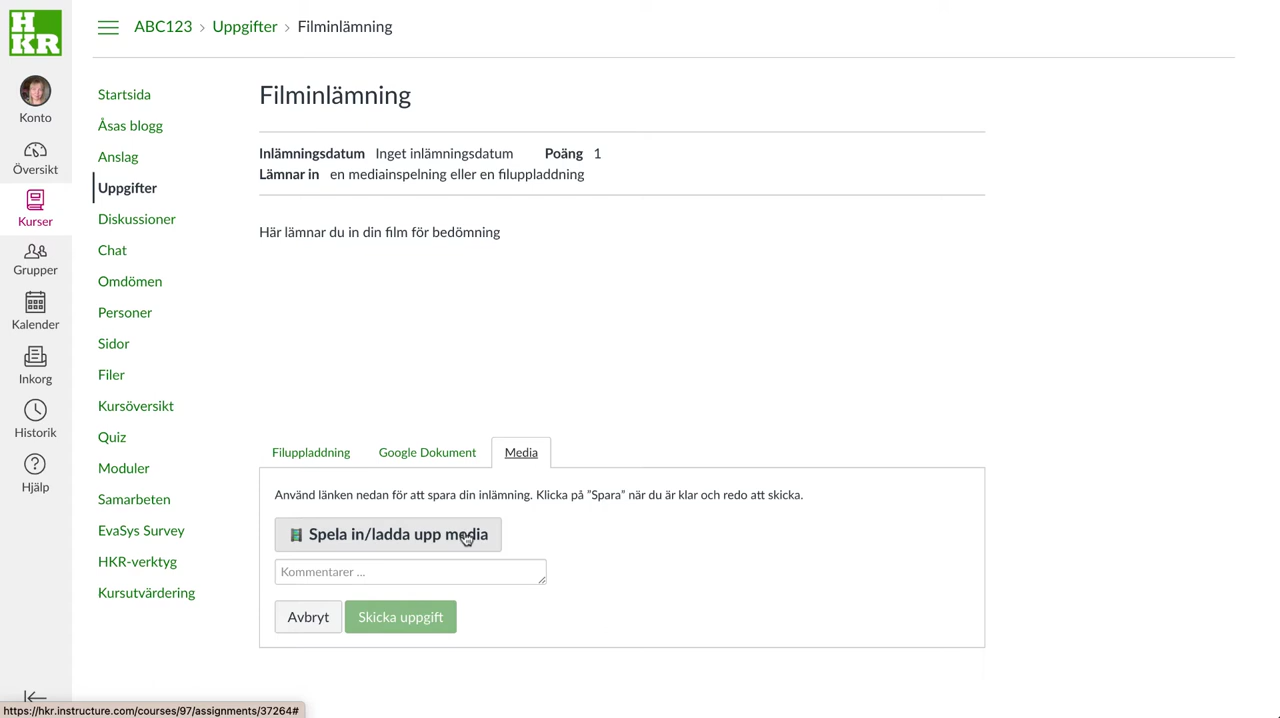 HKR
ABC123 › Uppgifter › Filminlämning
Konto
Översikt
Kurser
Grupper
Kalender
Inkorg
Historik
Hjälp
Startsida
Åsas blogg
Anslag
Uppgifter
Diskussioner
Chat
Omdömen
Personer
Sidor
Filer
Kursöversikt
Quiz
Moduler
Samarbeten
EvaSys Survey
HKR-verktyg
Kursutvärdering
Filminlämning
Inlämningsdatum Inget inlämningsdatum Poäng 1
Lämnar in en mediainspelning eller en filuppladdning
Här lämnar du in din film för bedömning
Filuppladdning Google Dokument Media
Använd länken nedan för att spara din inlämning. Klicka på ”Spara” när du är klar och redo att skicka.
Spela in/ladda upp media
Kommentarer ...
Avbryt Skicka uppgift
https://hkr.instructure.com/courses/97/assignments/37264#